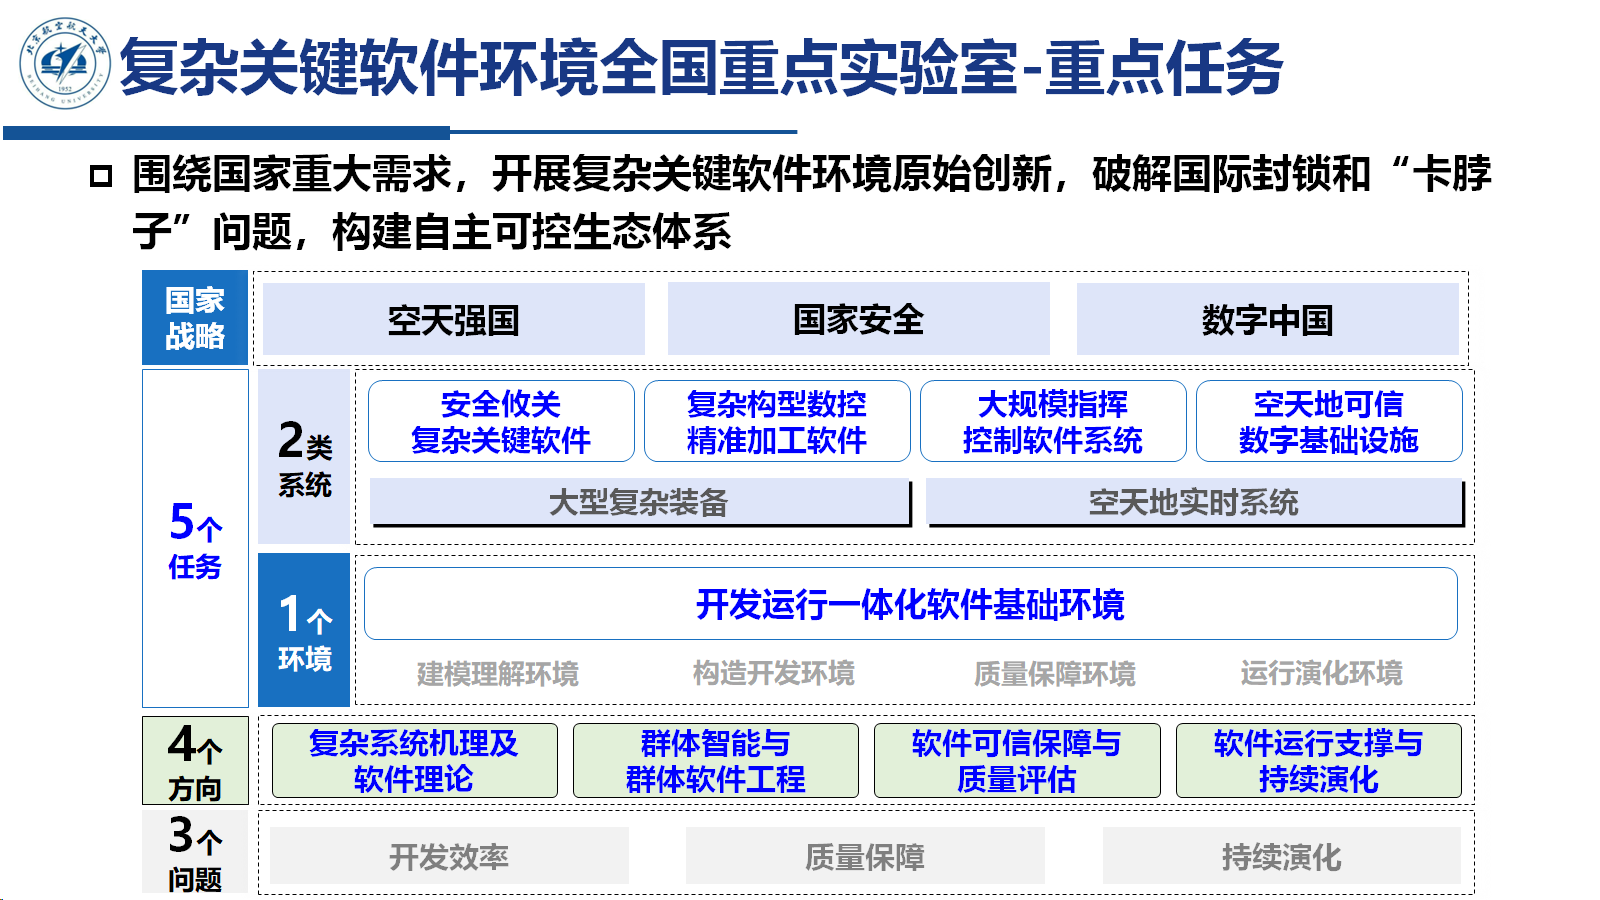 北京航空航天大学
BEIHANG UNIVERSITY
1952
复杂关键软件环境全国重点实验室-重点任务
围绕国家重大需求，开展复杂关键软件环境原始创新，破解国际封锁和“卡脖
子”问题，构建自主可控生态体系
国家
战略
空天强国
国家安全
数字中国
5个
任务
2类
系统
安全攸关
复杂关键软件
复杂构型数控
精准加工软件
大规模指挥
控制软件系统
空天地可信
数字基础设施
大型复杂装备
空天地实时系统
1个
环境
开发运行一体化软件基础环境
建模理解环境
构造开发环境
质量保障环境
运行演化环境
4个
方向
复杂系统机理及
软件理论
群体智能与
群体软件工程
软件可信保障与
质量评估
软件运行支撑与
持续演化
3个
问题
开发效率
质量保障
持续演化